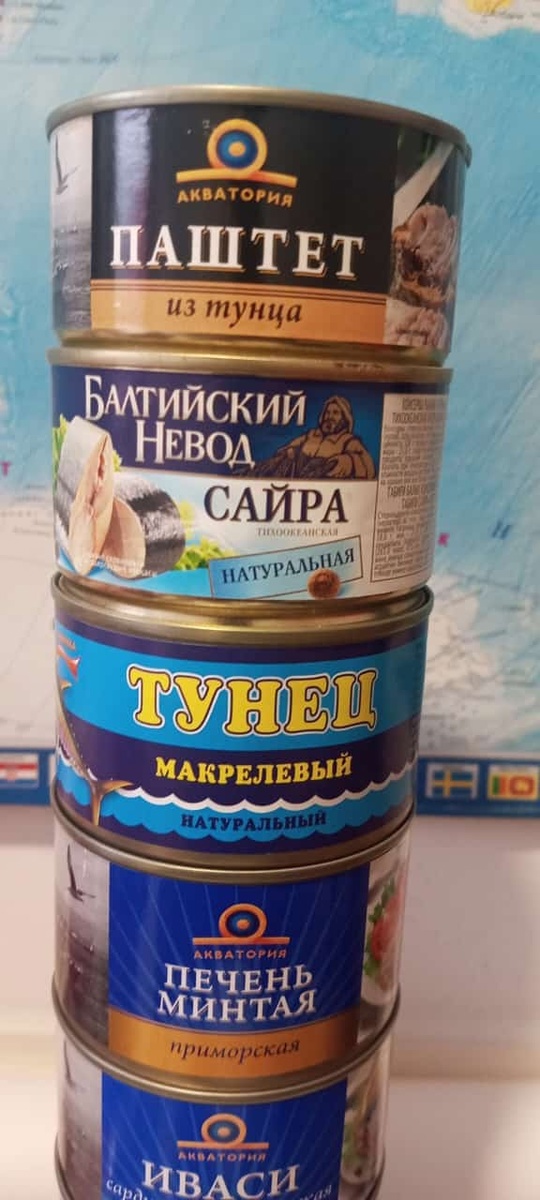 АКВАТОРИЯ
ПАШТЕТ
из тунца
БАЛТИЙСКИЙ
НЕВОД
САЙРА
ТИХООКЕАНСКАЯ
НАТУРАЛЬНАЯ
ТУНЕЦ
МАКРЕЛЕВЫЙ
НАТУРАЛЬНЫЙ
АКВАТОРИЯ
ПЕЧЕНЬ
МИНТАЯ
приморская
АКВАТОРИЯ
ИВАСИ